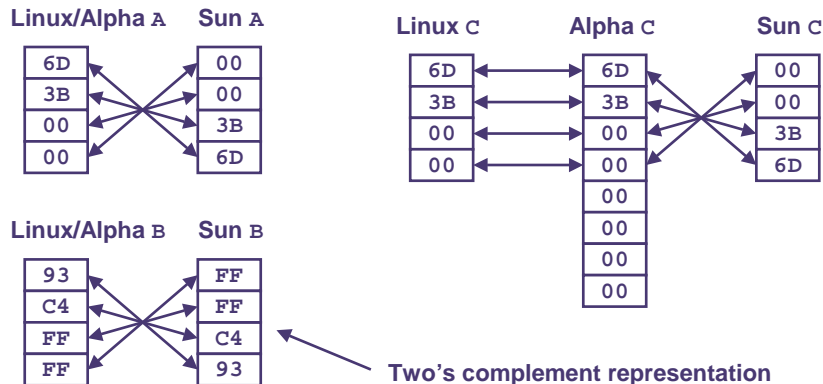 Linux/Alpha A Sun A
6D 00
3B 00
00 3B
00 6D
Linux C Alpha C Sun C
6D 6D 00
3B 3B 00
00 00 3B
00 00 6D
00
00
00
00
Linux/Alpha B Sun B
93 FF
C4 FF
FF C4
FF 93
Two's complement representation